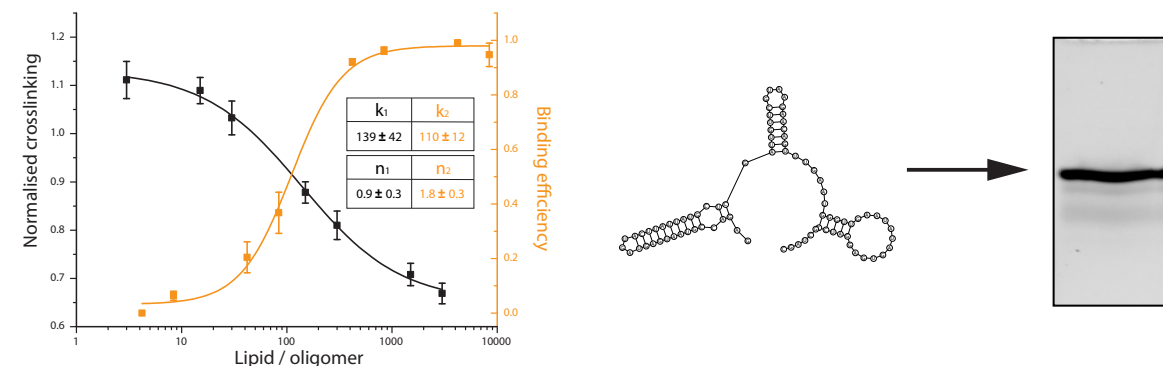 Normalised crosslinking
1.2
1.1
1.0
0.9
0.8
0.7
0.6
1
10
100
1000
10000
Lipid / oligomer
k1 k2
139 ± 42 110 ± 12
n1 n2
0.9 ± 0.3 1.8 ± 0.3
1.0
0.8
0.6
0.4
0.2
0.0
Binding efficiency